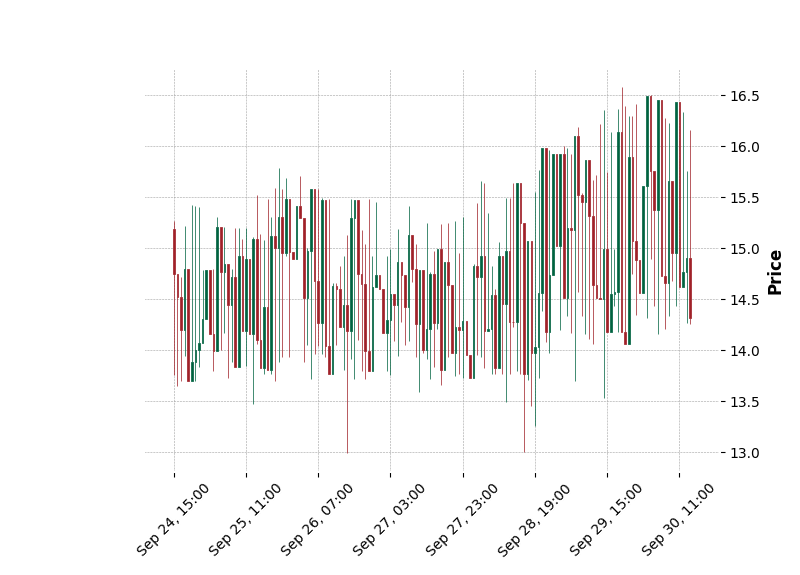 16.5
16.0
15.5
15.0
14.5
14.0
13.5
13.0
Price
Sep 24, 15:00
Sep 25, 11:00
Sep 26, 07:00
Sep 27, 03:00
Sep 27, 23:00
Sep 28, 19:00
Sep 29, 15:00
Sep 30, 11:00